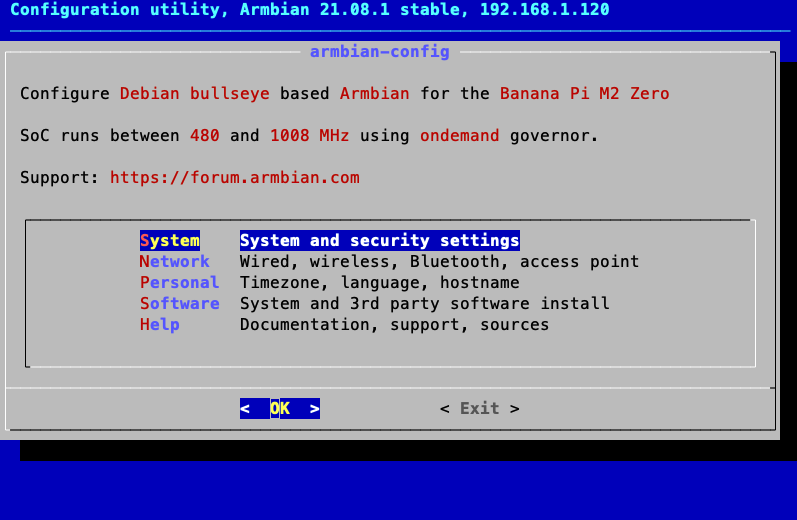 Configuration utility, Armbian 21.08.1 stable, 192.168.1.120
armbian-config
Configure Debian bullseye based Armbian for the Banana Pi M2 Zero
SoC runs between 480 and 1008 MHz using ondemand governor.
Support: https://forum.armbian.com
System System and security settings
Network Wired, wireless, Bluetooth, access point
Personal Timezone, language, hostname
Software System and 3rd party software install
Help Documentation, support, sources
< OK > < Exit >